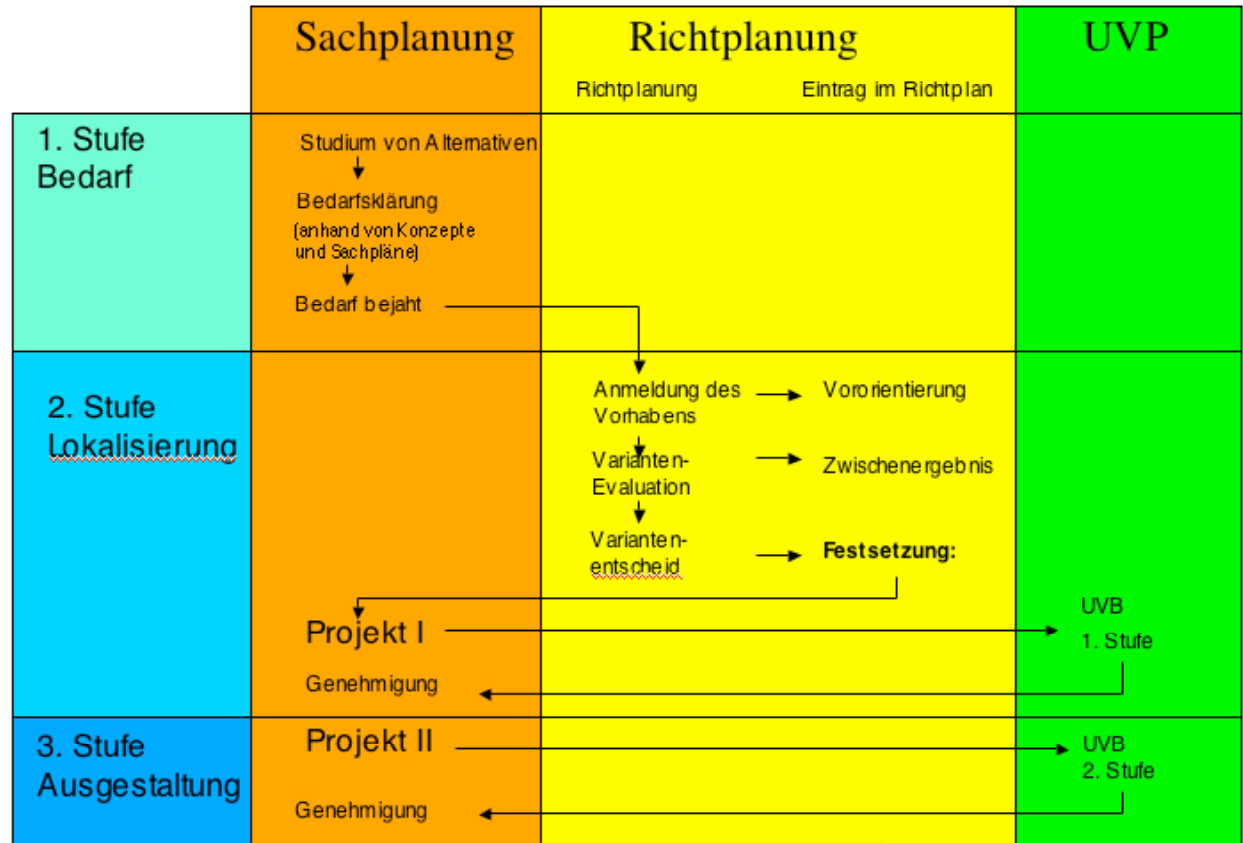 Sachplanung
Richtplanung
UVP
Richtplanung
Eintrag im Richtplan
1. Stufe
Bedarf
Studium von Alternativen
Bedarfsklärung
(anhand von Konzepte
und Sachpläne)
Bedarf bejaht
2. Stufe
Lokalisierung
Anmeldung des
Vorhabens
Vororientierung
Varianten-
Evaluation
Zwischenergebnis
Varianten-
entscheid
Festsetzung:
Projekt I
UVB
1. Stufe
Genehmigung
3. Stufe
Ausgestaltung
Projekt II
UVB
2. Stufe
Genehmigung